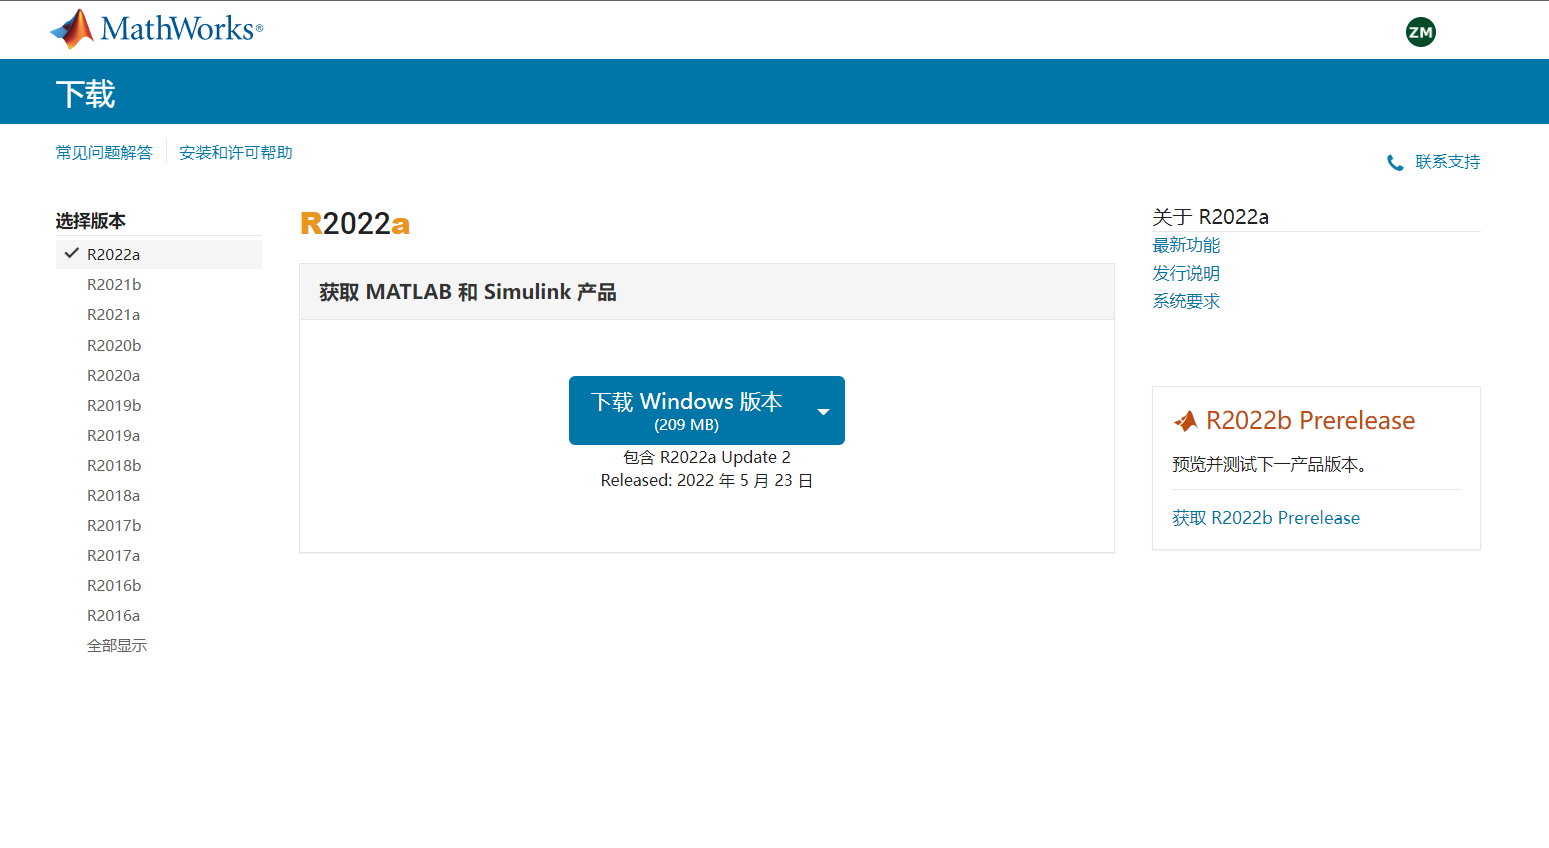 MathWorks®
ZM
下载
常见问题解答
安装和许可帮助
联系支持
选择版本
R2022a
R2021b
R2021a
R2020b
R2020a
R2019b
R2019a
R2018b
R2018a
R2017b
R2017a
R2016b
R2016a
全部显示
R2022a
获取 MATLAB 和 Simulink 产品
下载 Windows 版本
(209 MB)
包含 R2022a Update 2
Released: 2022 年 5 月 23 日
关于 R2022a
最新功能
发行说明
系统要求
R2022b Prerelease
预览并测试下一产品版本。
获取 R2022b Prerelease